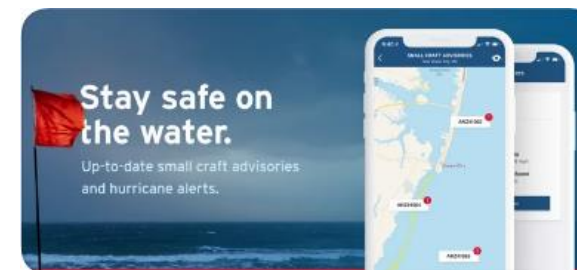 Stay safe on
the water.
Up-to-date small craft advisories
and hurricane alerts.
SMALL CRAFT ADVISORIES